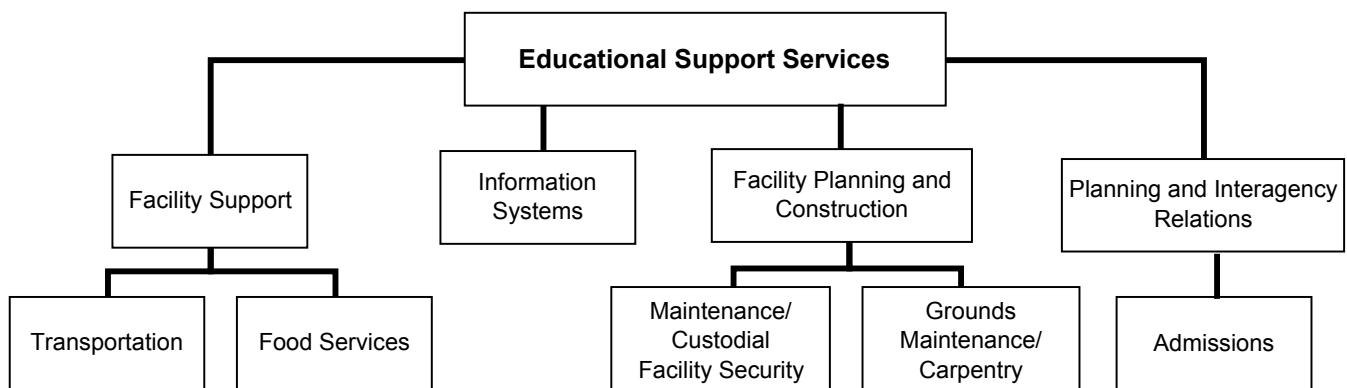 Educational Support Services
Facility Support
Information
Systems
Facility Planning and
Construction
Planning and Interagency
Relations
Transportation
Food Services
Maintenance/
Custodial
Facility Security
Grounds
Maintenance/
Carpentry
Admissions